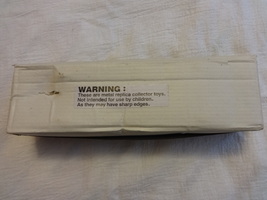 WARNING :
These are metal replica collector toys.
Not intended for use by children.
As they may have sharp edges.